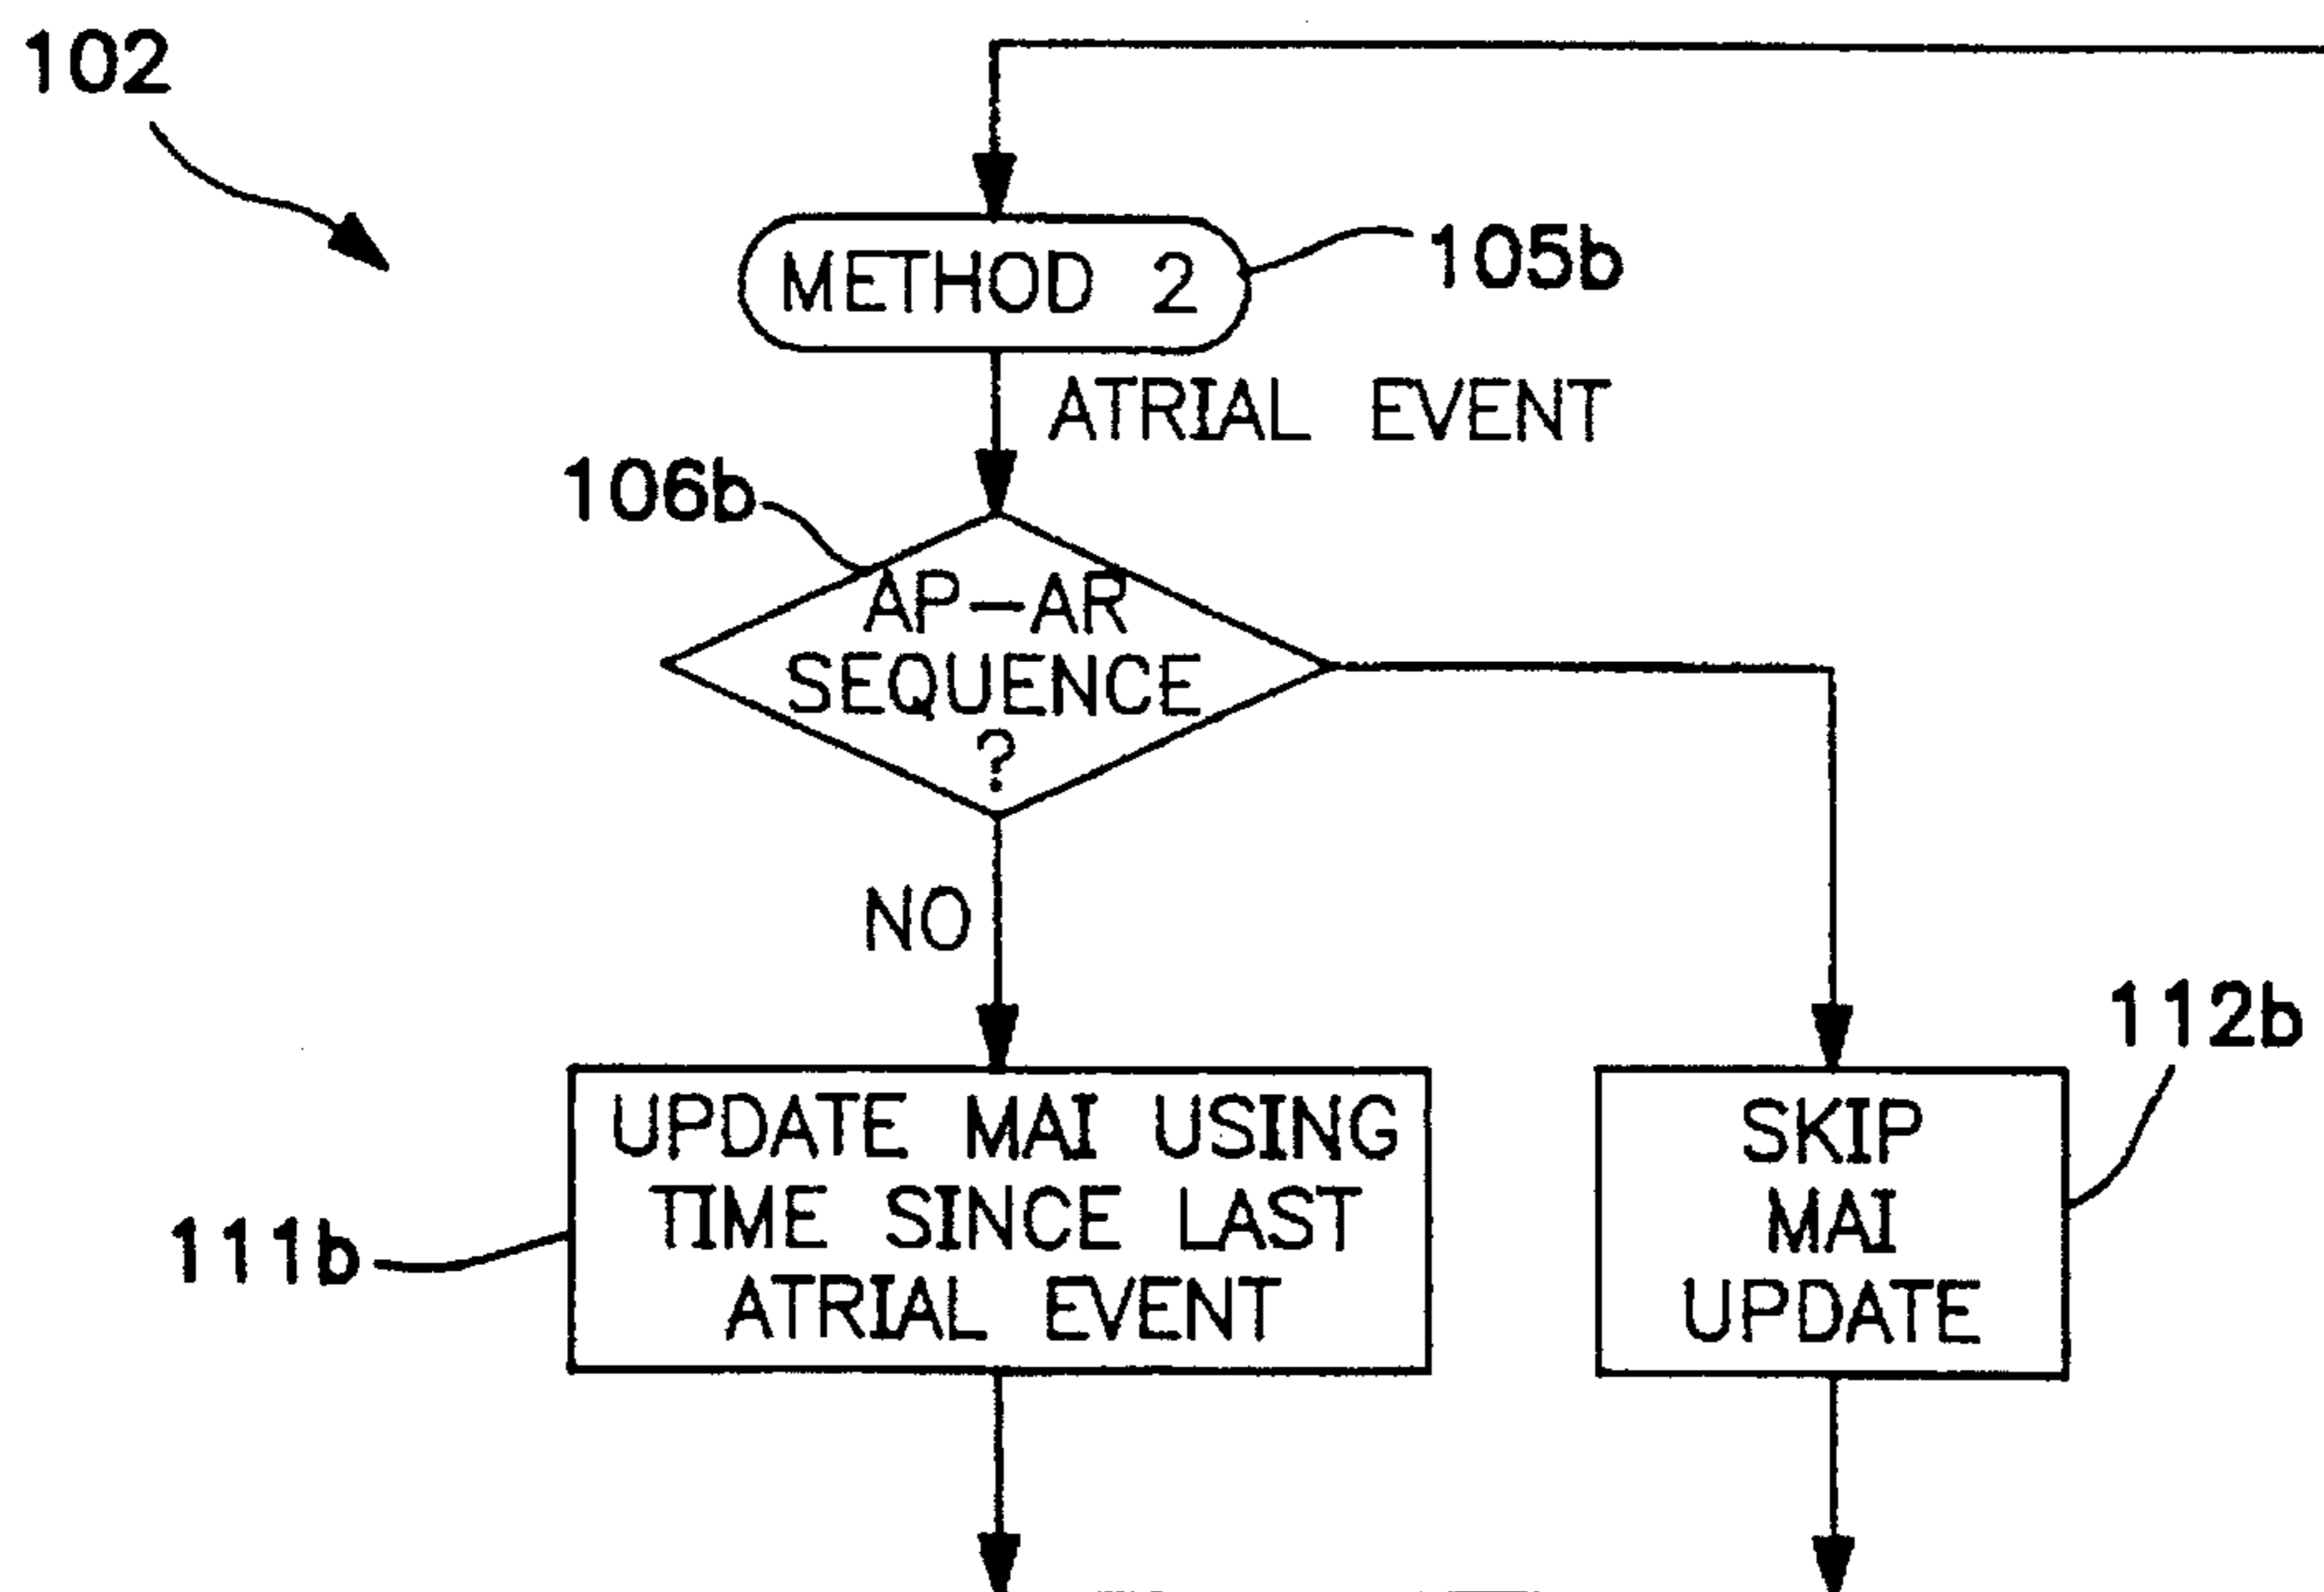 102
METHOD 2
105b
ATRIAL EVENT
106b
AP-AR
SEQUENCE
?
NO
112b
UPDATE MAI USING
TIME SINCE LAST
ATRIAL EVENT
111b
SKIP
MAI
UPDATE